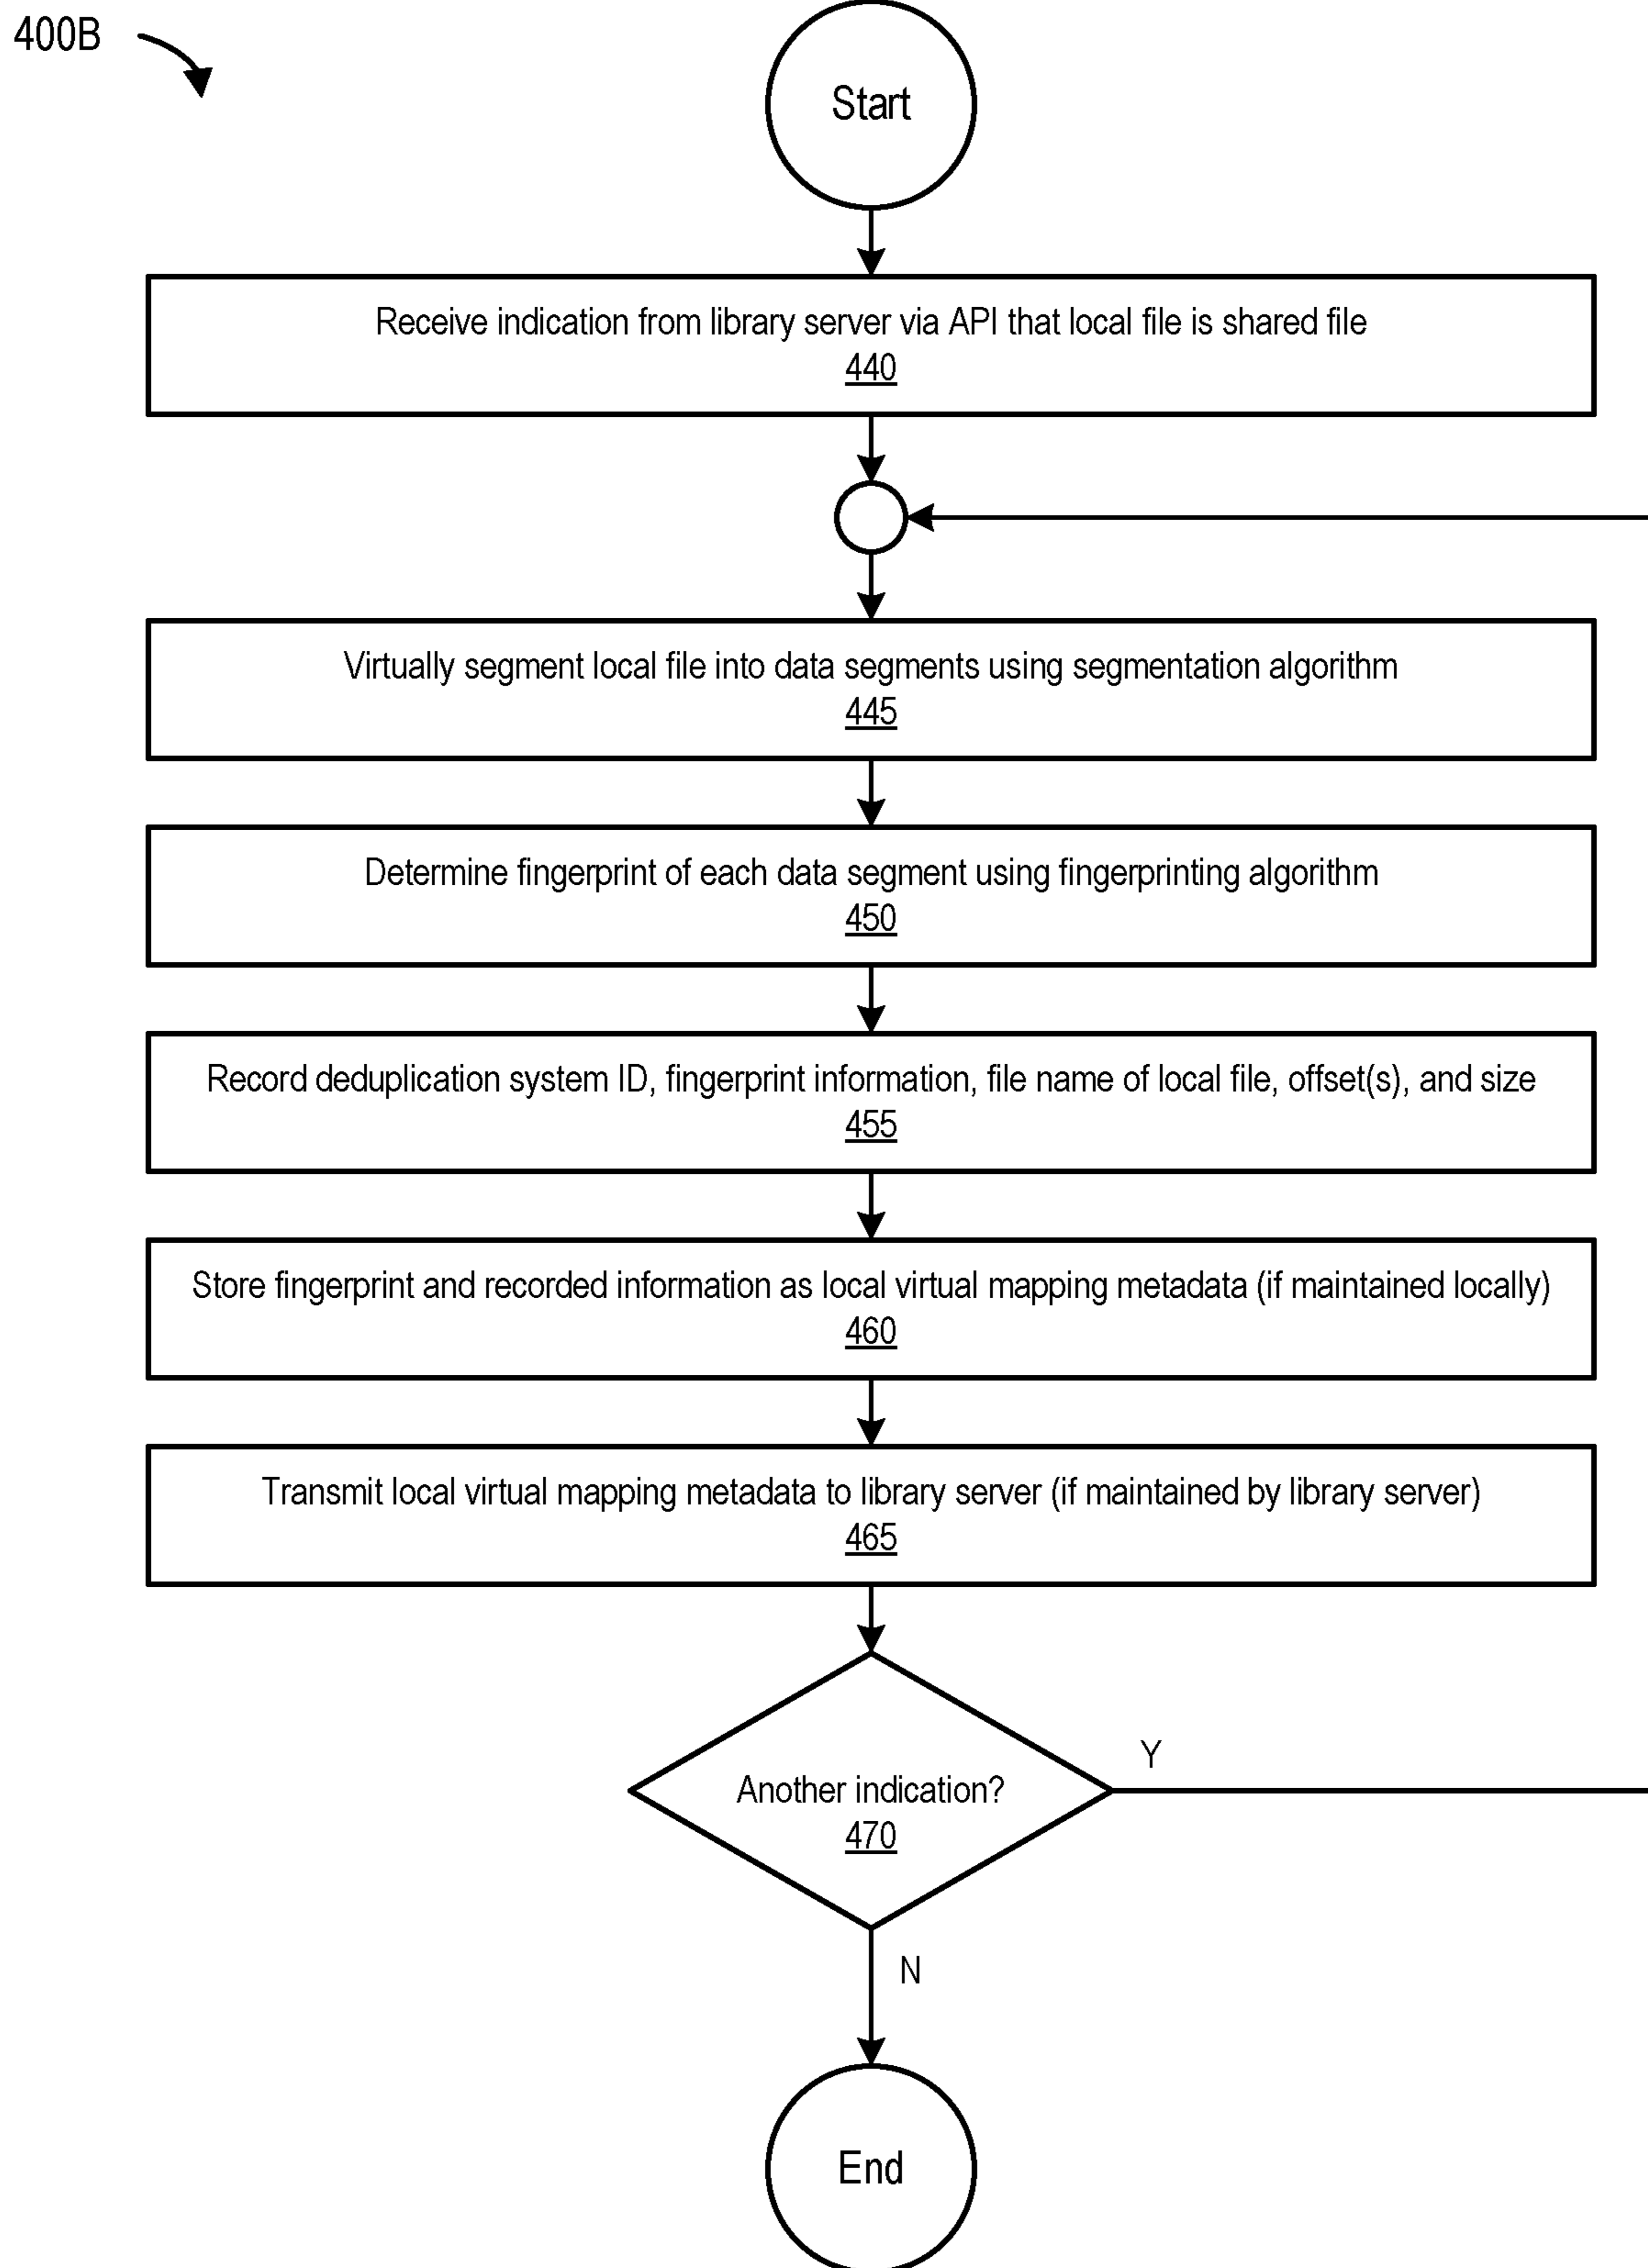 400B
Start
Receive indication from library server via API that local file is shared file
440
Virtually segment local file into data segments using segmentation algorithm
445
Determine fingerprint of each data segment using fingerprinting algorithm
450
Record deduplication system ID, fingerprint information, file name of local file, offset(s), and size
455
Store fingerprint and recorded information as local virtual mapping metadata (if maintained locally)
460
Transmit local virtual mapping metadata to library server (if maintained by library server)
465
Another indication?
470
Y
N
End